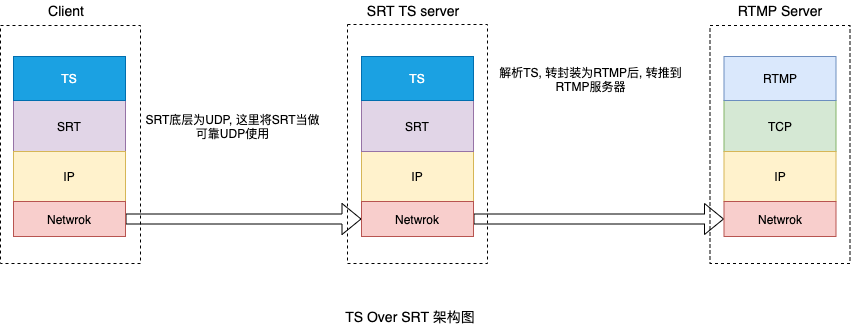 Client
SRT TS server
RTMP Server
TS
SRT
IP
Netwrok
SRT底层为UDP, 这里将SRT当做
可靠UDP使用
TS
SRT
IP
Netwrok
解析TS, 转封装为RTMP后, 转推到
RTMP服务器
RTMP
TCP
IP
Netwrok
TS Over SRT 架构图